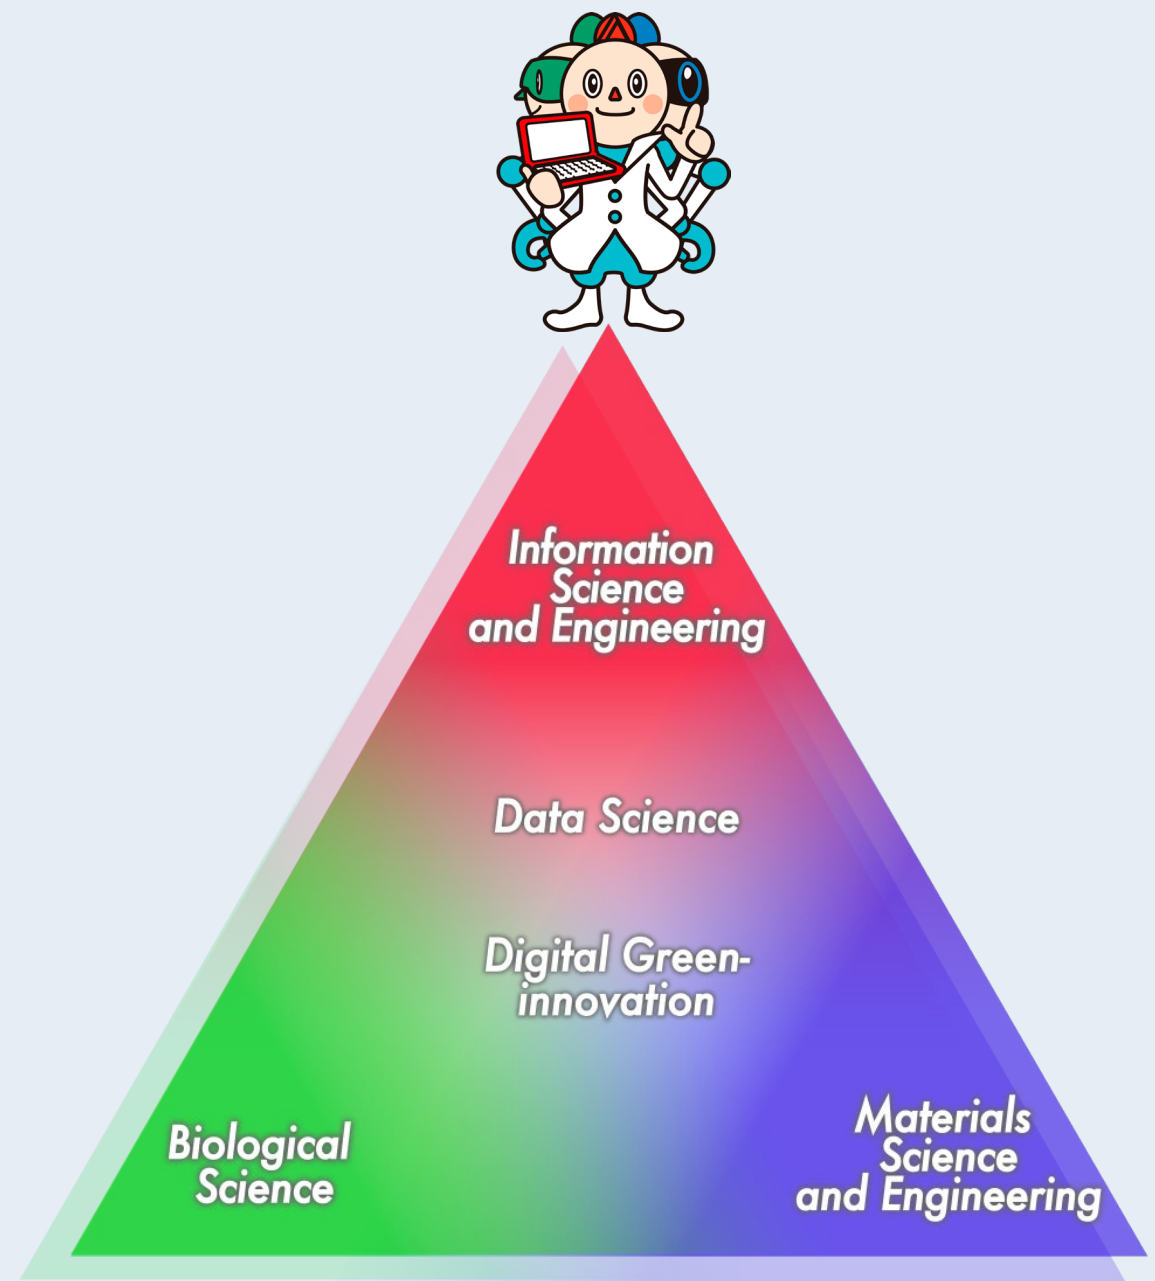 Information
Science
and Engineering
Data Science
Digital Green-
innovation
Biological
Science
Materials
Science
and Engineering